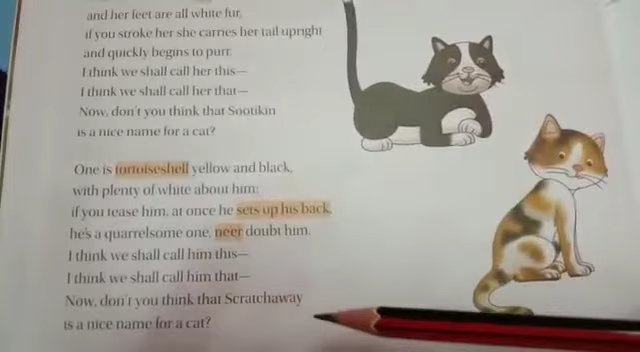 and her feet are all white fur,
if you stroke her she carries her tail upright
and quickly begins to purr.
I think we shall call her this—
I think we shall call her that—
Now, don't you think that Sootikin
is a nice name for a cat?
One is tortoiseshell yellow and black,
with plenty of white about him:
if you tease him, at once he sets up his back,
he's a quarrelsome one, neer doubt him.
I think we shall call him this—
I think we shall call him that—
Now, don't you think that Scratchaway
is a nice name for a cat?